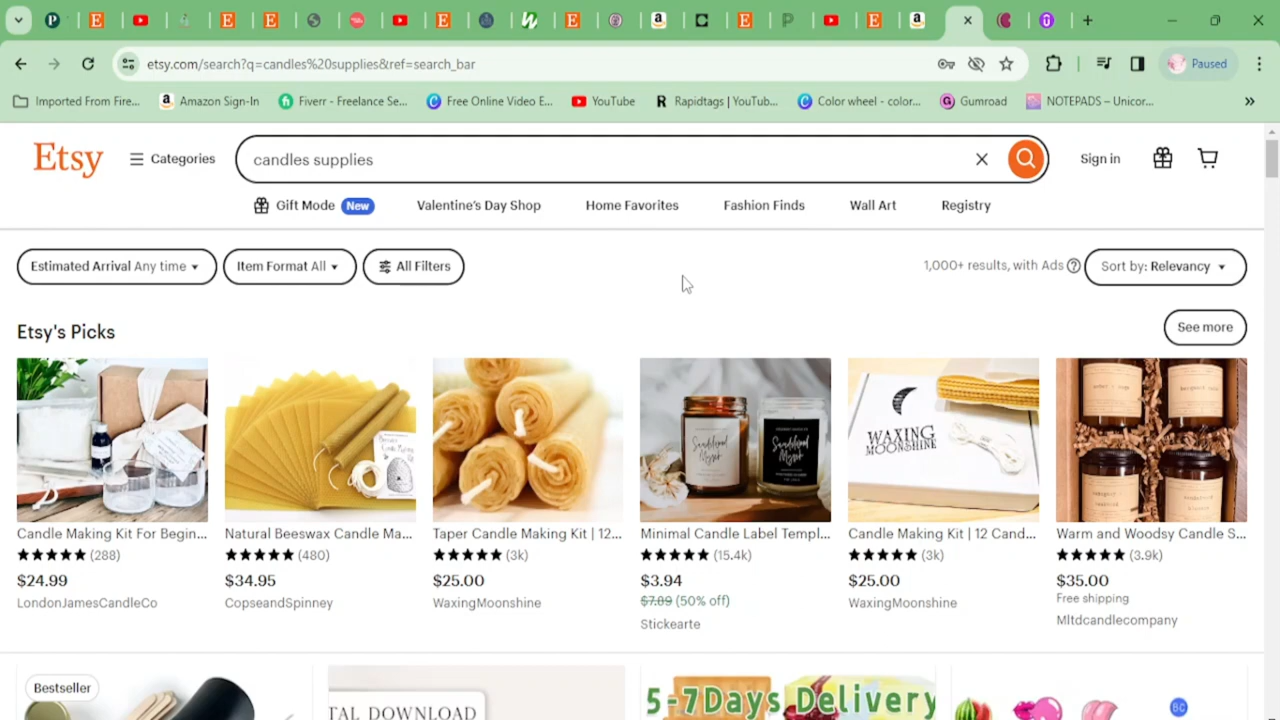 etsy.com/search?q=candles%20supplies&ref=search_bar
Paused
Imported From Fire...
Amazon Sign-In
Fiverr - Freelance Se...
Free Online Video E...
YouTube
Rapidtags | YouTub...
Color wheel - color...
Gumroad
NOTEPADS – Unicor...
Etsy
Categories
candles supplies
Sign in
Gift Mode New
Valentine's Day Shop
Home Favorites
Fashion Finds
Wall Art
Registry
Estimated Arrival Any time
Item Format All
All Filters
1,000+ results, with Ads
Sort by: Relevancy
Etsy's Picks
See more
Sandalwood Myrrh
Sandalwood Myrrh
WAXING
MOONSHINE
Candle Making Kit For Begin...
Natural Beeswax Candle Ma...
Taper Candle Making Kit | 12...
Minimal Candle Label Templ...
Candle Making Kit | 12 Cand...
Warm and Woodsy Candle S...
(288)
(480)
(3k)
(15.4k)
(3k)
(3.9k)
$24.99
$34.95
$25.00
$3.94
$25.00
$35.00
LondonJamesCandleCo
CopseandSpinney
WaxingMoonshine
$7.89 (50% off)
WaxingMoonshine
Free shipping
Stickearte
Mltdcandlecompany
Bestseller
TAL DOWNLOAD
5-7Days Delivery
BC